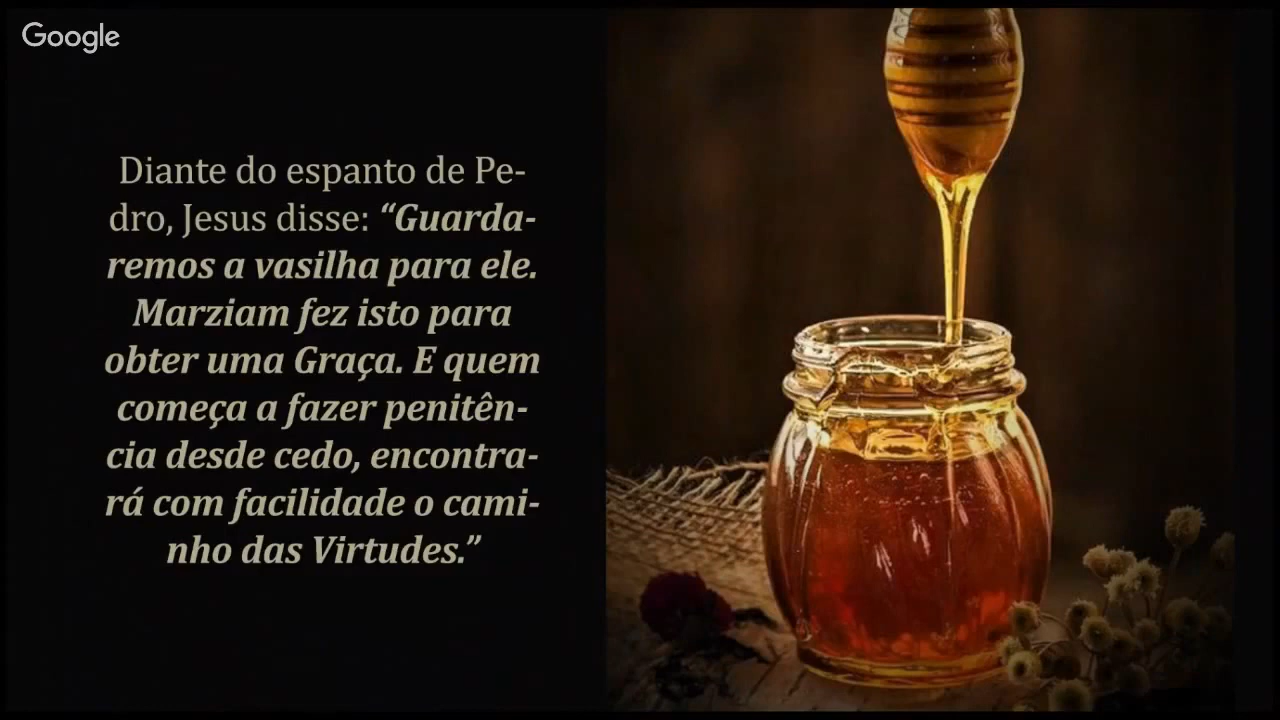 Google
Diante do espanto de Pe-
dro, Jesus disse: “Guarda-
remos a vasilha para ele.
Marziam fez isto para
obter uma Graça. E quem
começa a fazer penitên-
cia desde cedo, encontra-
rá com facilidade o cami-
nho das Virtudes.”